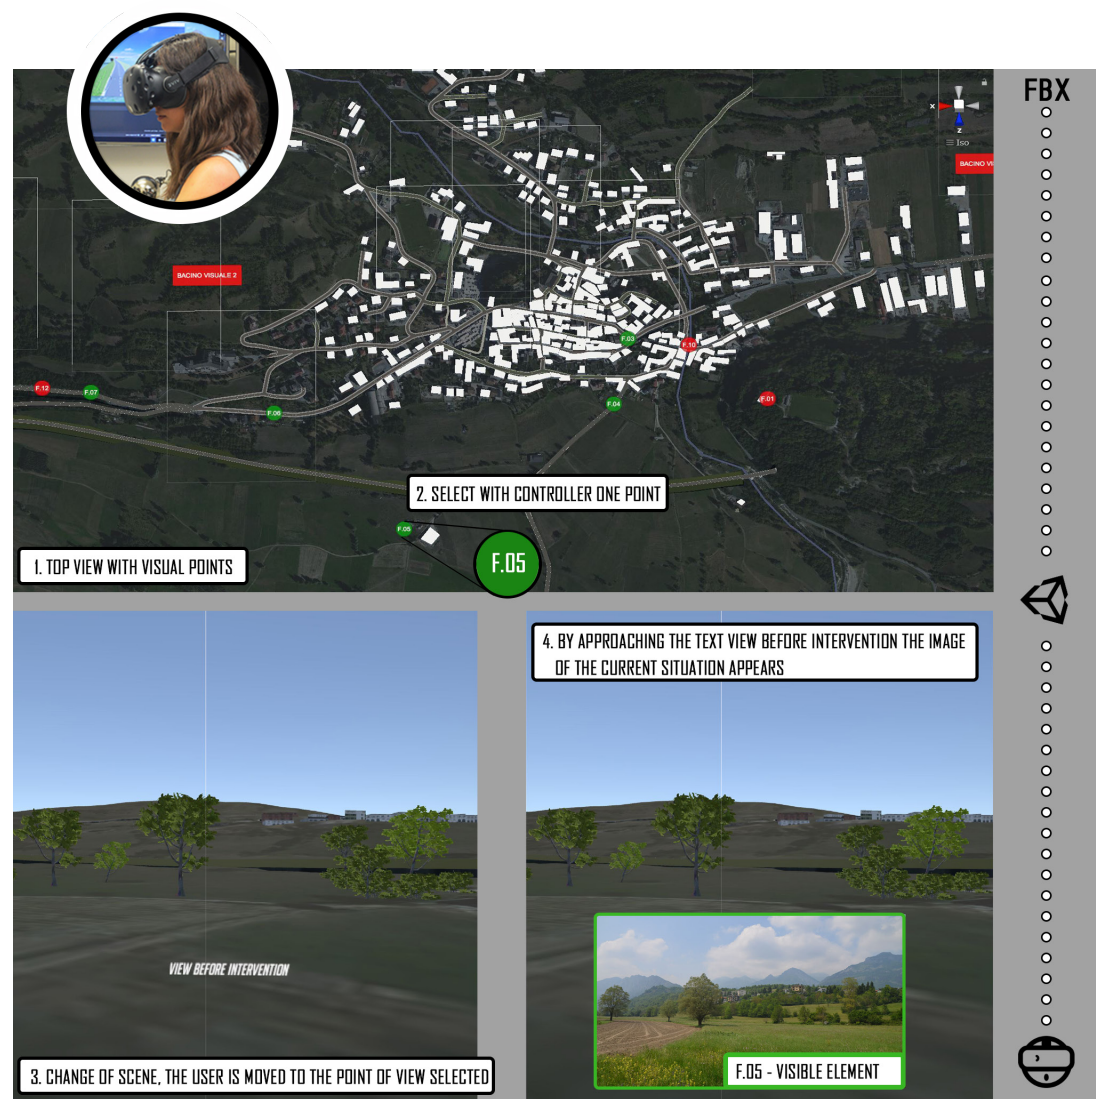 FBX
x
z
Iso
BACINO VI
BACINO VISUALE 2
F.03
F.10
F.12
F.07
F.06
F.04
F.01
2. SELECT WITH CONTROLLER ONE POINT
F.05
F.05
1. TOP VIEW WITH VISUAL POINTS
4. BY APPROACHING THE TEXT VIEW BEFORE INTERVENTION THE IMAGE
OF THE CURRENT SITUATION APPEARS
VIEW BEFORE INTERVENTION
3. CHANGE OF SCENE, THE USER IS MOVED TO THE POINT OF VIEW SELECTED
F.05 - VISIBLE ELEMENT